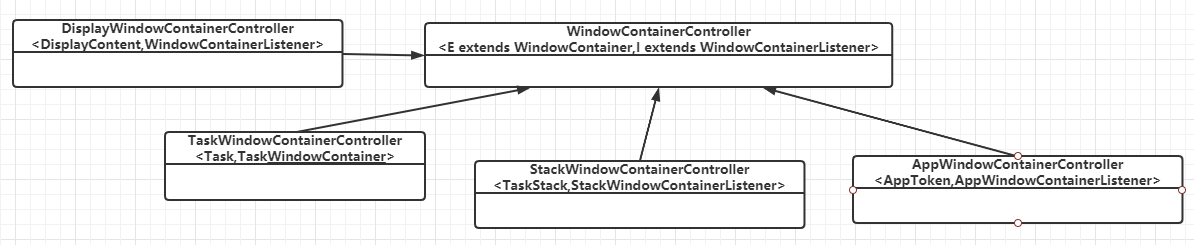 DisplayWindowContainerController
<DisplayContent,WindowContainerListener>
WindowContainerController
<E extends WindowContainer,I extends WindowContainerListener>
TaskWindowContainerController
<Task,TaskWindowContainer>
StackWindowContainerController
<TaskStack,StackWindowContainerListener>
AppWindowContainerController
<AppToken,AppWindowContainerListener>